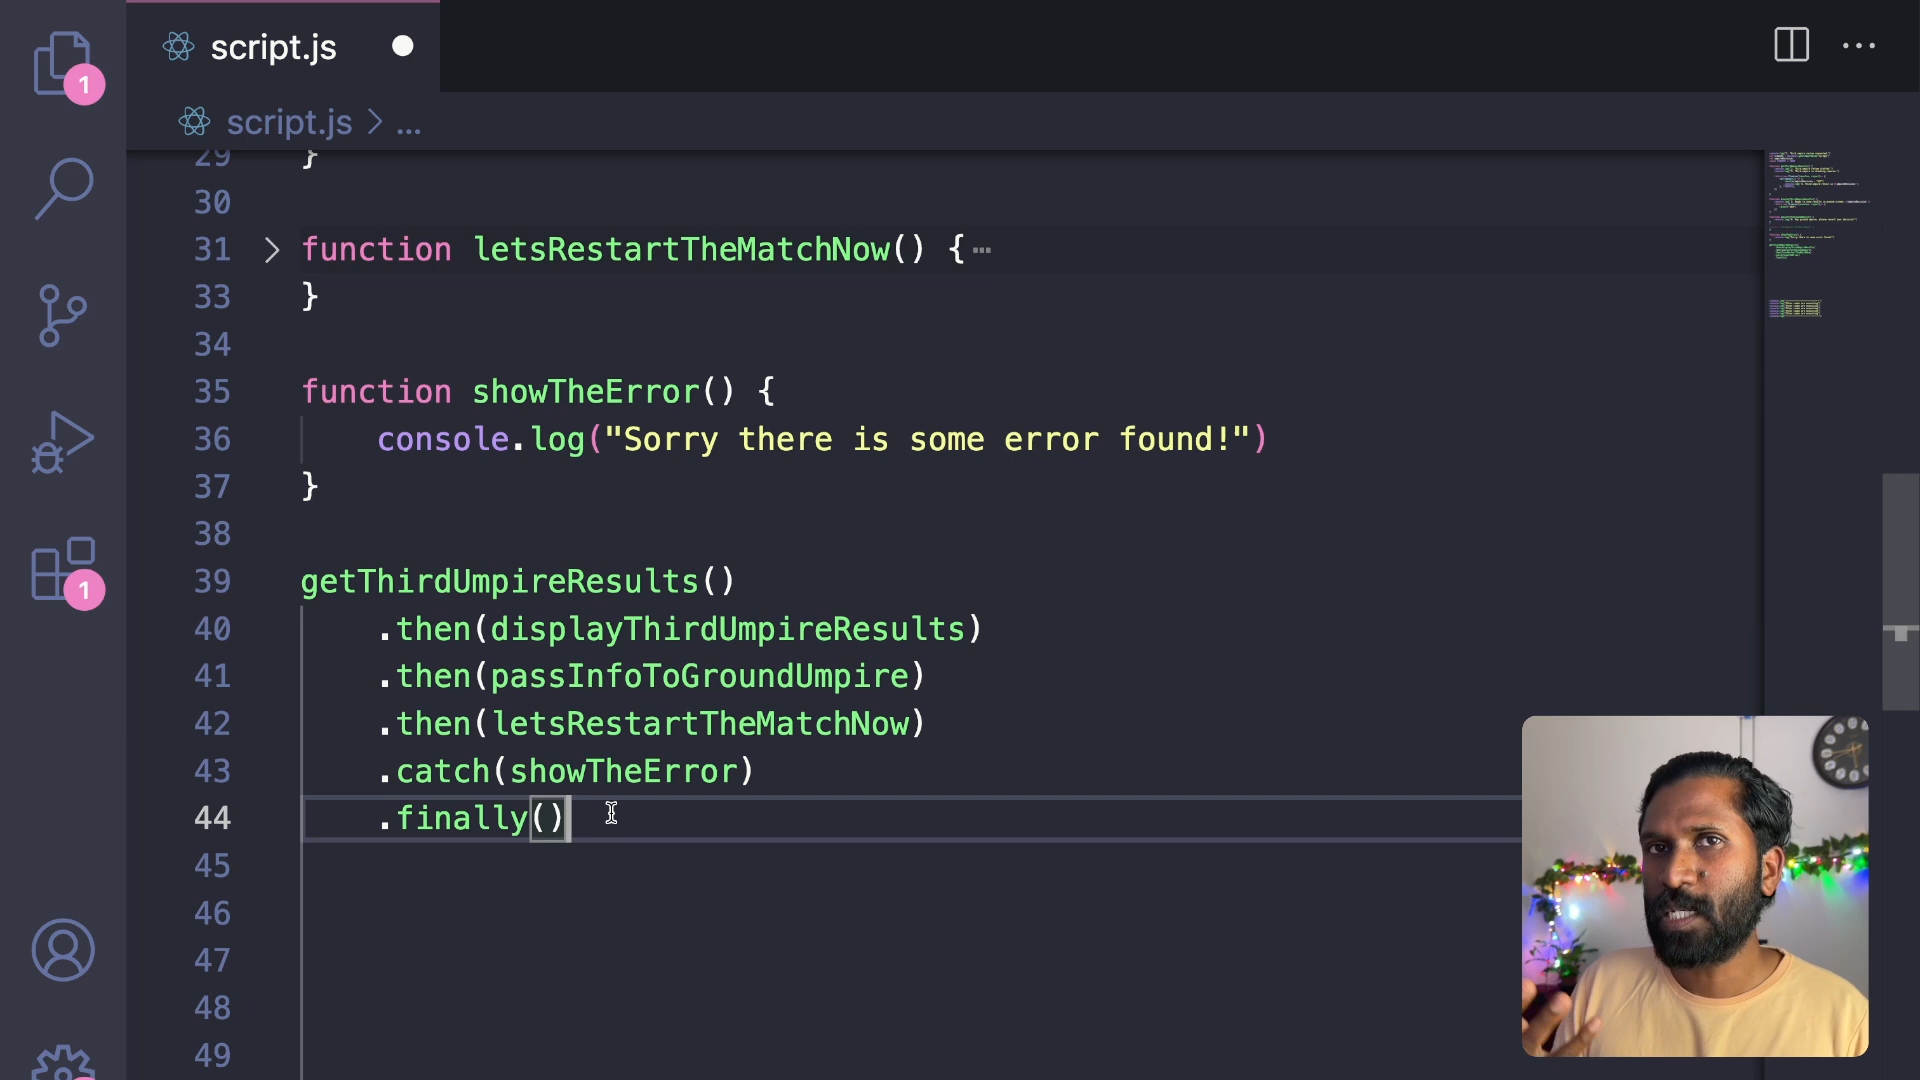 script.js
script.js > ...
1
1
29 }
30
31 > function letsRestartTheMatchNow() {⋯
33 }
34
35 function showTheError() {
36 console.log("Sorry there is some error found!")
37 }
38
39 getThirdUmpireResults()
40 .then(displayThirdUmpireResults)
41 .then(passInfoToGroundUmpire)
42 .then(letsRestartTheMatchNow)
43 .catch(showTheError)
44 .finally()
45
46
47
48
49